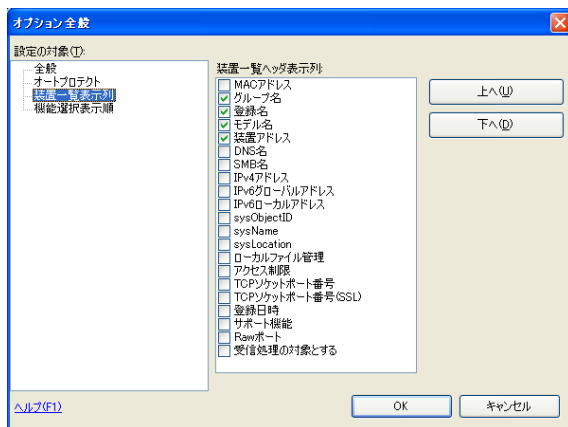 オプション全般
設定の対象(T):
全般
オートプロテクト
装置一覧表示列
機能選択表示順
装置一覧ヘッダ表示列:
MACアドレス
グループ名
登録名
モデル名
装置アドレス
DNS名
SMB名
IPv4アドレス
IPv6グローバルアドレス
IPv6ローカルアドレス
sysObjectID
sysName
sysLocation
ローカルファイル管理
アクセス制限
TCPソケットポート番号
TCPソケットポート番号(SSL)
登録日時
サポート機能
Rawポート
受信処理の対象とする
上へ(U)
下へ(D)
ヘルプ(F1)
OK
キャンセル